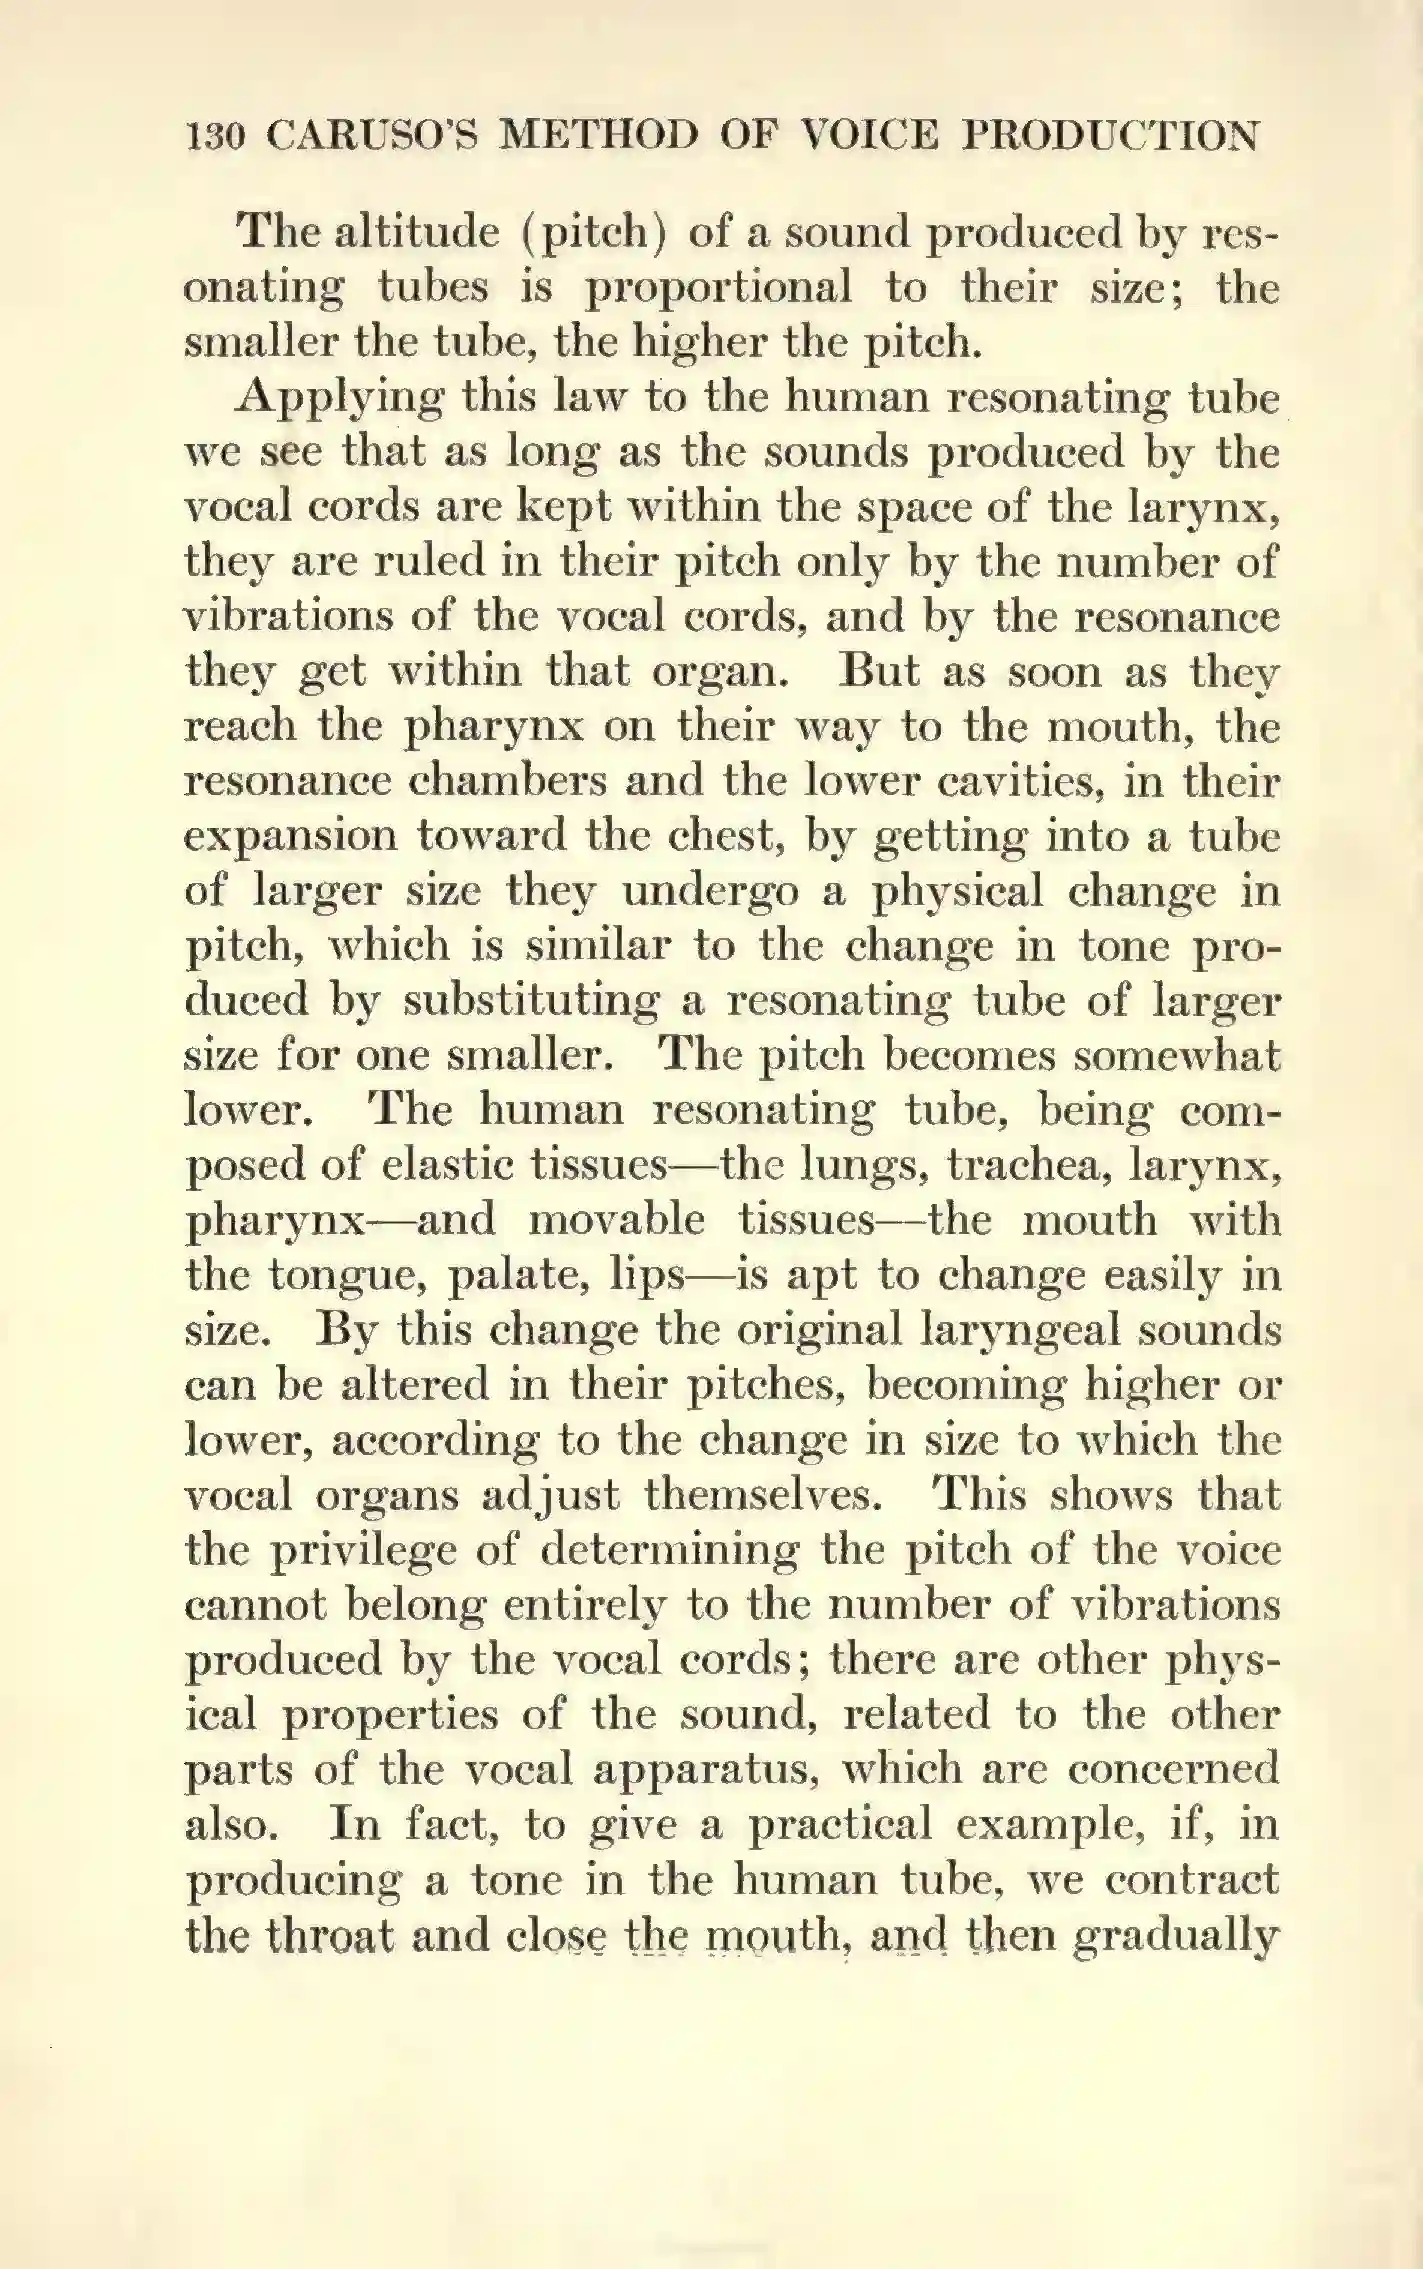 130 CARUSO'S METHOD OF VOICE PRODUCTION
The altitude (pitch) of a sound produced by res-
onating tubes is proportional to their size; the
smaller the tube, the higher the pitch.
Applying this law to the human resonating tube
we see that as long as the sounds produced by the
vocal cords are kept within the space of the larynx,
they are ruled in their pitch only by the number of
vibrations of the vocal cords, and by the resonance
they get within that organ. But as soon as they
reach the pharynx on their way to the mouth, the
resonance chambers and the lower cavities, in their
expansion toward the chest, by getting into a tube
of larger size they undergo a physical change in
pitch, which is similar to the change in tone pro-
duced by substituting a resonating tube of larger
size for one smaller. The pitch becomes somewhat
lower. The human resonating tube, being com-
posed of elastic tissues—the lungs, trachea, larynx,
pharynx—and movable tissues—the mouth with
the tongue, palate, lips—is apt to change easily in
size. By this change the original laryngeal sounds
can be altered in their pitches, becoming higher or
lower, according to the change in size to which the
vocal organs adjust themselves. This shows that
the privilege of determining the pitch of the voice
cannot belong entirely to the number of vibrations
produced by the vocal cords; there are other phys-
ical properties of the sound, related to the other
parts of the vocal apparatus, which are concerned
also. In fact, to give a practical example, if, in
producing a tone in the human tube, we contract
the throat and close the mouth, and then gradually